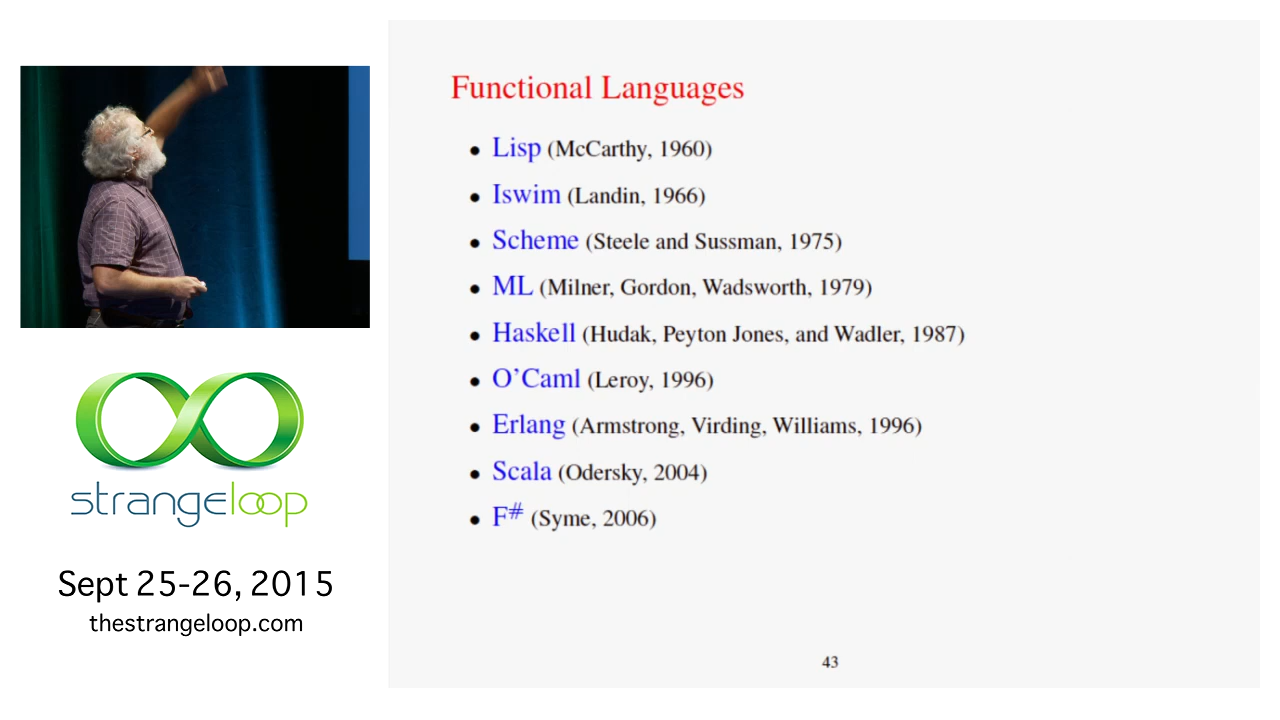 Functional Languages
• Lisp (McCarthy, 1960)
• Iswim (Landin, 1966)
• Scheme (Steele and Sussman, 1975)
• ML (Milner, Gordon, Wadsworth, 1979)
• Haskell (Hudak, Peyton Jones, and Wadler, 1987)
• O'Caml (Leroy, 1996)
• Erlang (Armstrong, Virding, Williams, 1996)
• Scala (Odersky, 2004)
• F# (Syme, 2006)
43
strangeloop
Sept 25-26, 2015
thestrangeloop.com